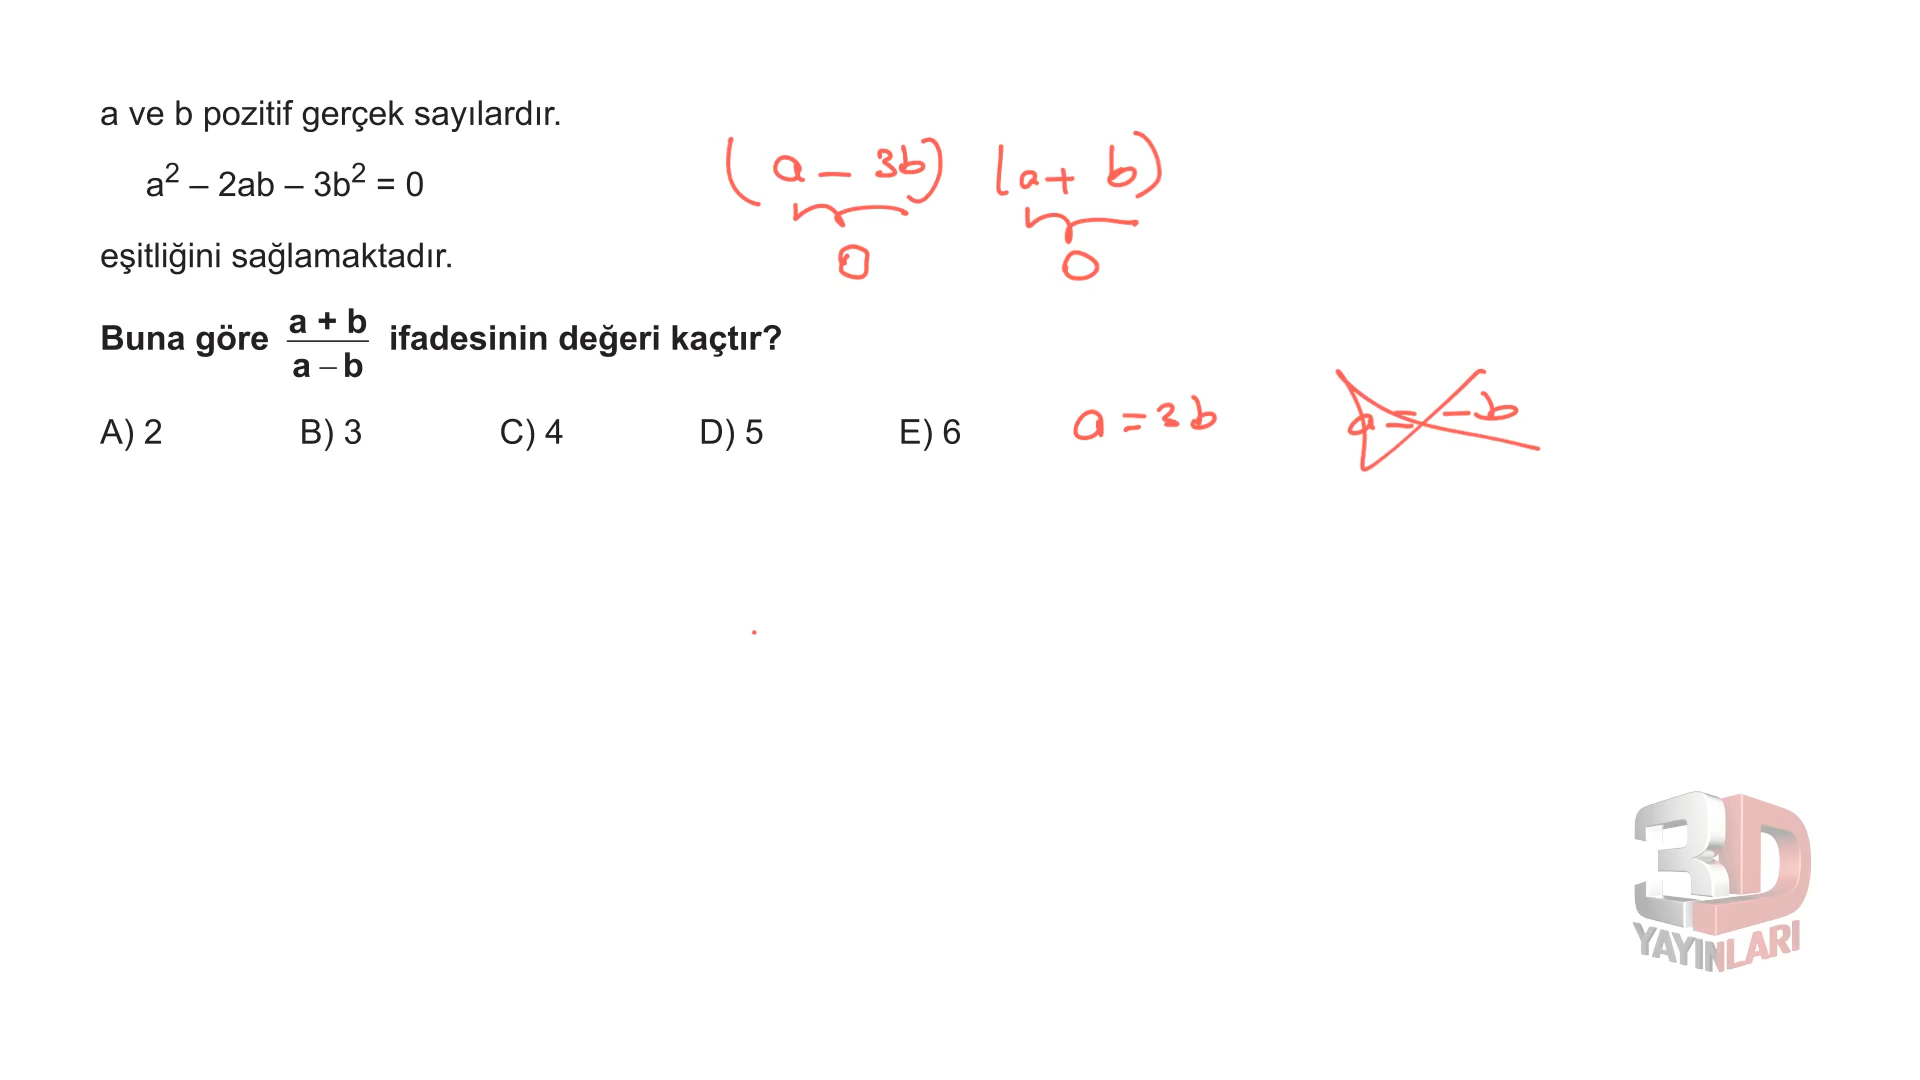 a ve b pozitif gerçek sayılardır.
a² – 2ab – 3b² = 0
eşitliğini sağlamaktadır.
Buna göre a + b / a – b ifadesinin değeri kaçtır?
A) 2 B) 3 C) 4 D) 5 E) 6
(a – 3b) (a + b)
0 0
a = 3b a = –b
3D
YAYINLARI